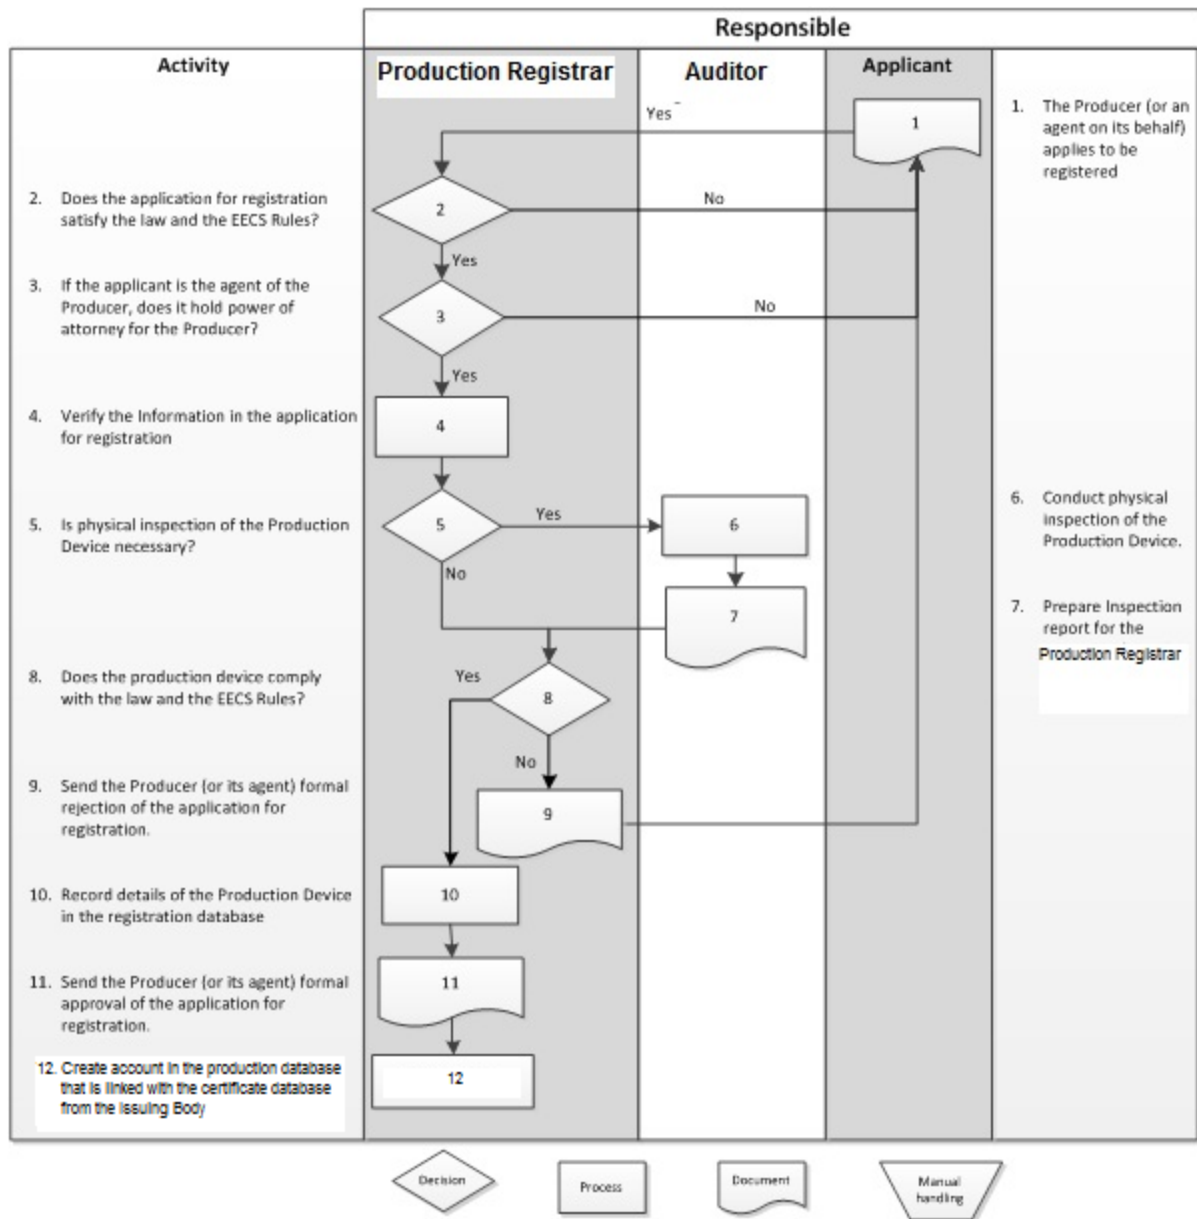 Responsible
Activity
Production Registrar
Auditor
Applicant
Yes
1
1. The Producer (or an
agent on its behalf)
applies to be
registered
2. Does the application for registration
satisfy the law and the EECS Rules?
2
No
Yes
3. If the applicant is the agent of the
Producer, does it hold power of
attorney for the Producer?
3
No
Yes
4. Verify the Information in the application
for registration
4
5. Is physical inspection of the Production
Device necessary?
5
Yes
No
6
6. Conduct physical
inspection of the
Production Device.
7
7. Prepare Inspection
report for the
Production Registrar
8. Does the production device comply
with the law and the EECS Rules?
Yes
8
No
9. Send the Producer (or its agent) formal
rejection of the application for
registration.
9
10. Record details of the Production Device
in the registration database
10
11. Send the Producer (or its agent) formal
approval of the application for
registration.
11
12. Create account in the production database
that is linked with the certificate database
from the Issuing Body
12
Decision
Process
Document
Manual
handling